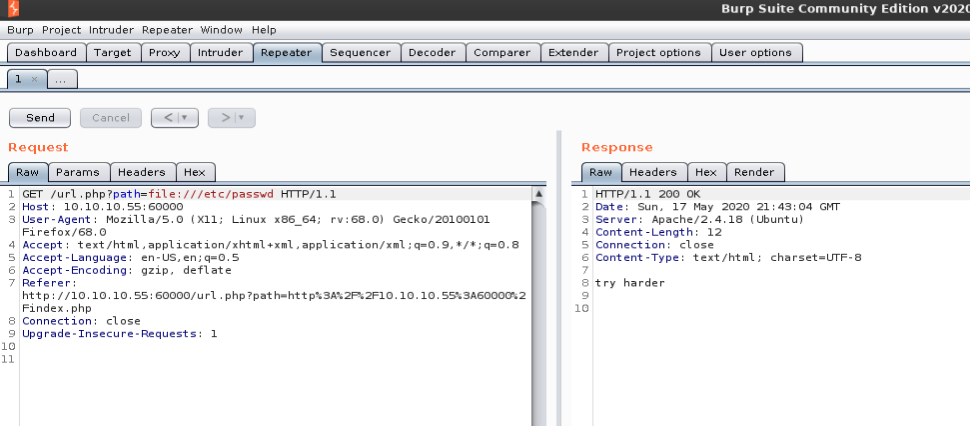 Burp Suite Community Edition v2020
Burp Project Intruder Repeater Window Help
Dashboard Target Proxy Intruder Repeater Sequencer Decoder Comparer Extender Project options User options
1 × ...
Send Cancel < | ▼ > | ▼
Request
Raw Params Headers Hex
1 GET /url.php?path=file:///etc/passwd HTTP/1.1
2 Host: 10.10.10.55:60000
3 User-Agent: Mozilla/5.0 (X11; Linux x86_64; rv:68.0) Gecko/20100101
Firefox/68.0
4 Accept: text/html,application/xhtml+xml,application/xml;q=0.9,*/*;q=0.8
5 Accept-Language: en-US,en;q=0.5
6 Accept-Encoding: gzip, deflate
7 Referer:
http://10.10.10.55:60000/url.php?path=http%3A%2F%2F10.10.10.55%3A60000%2
Findex.php
8 Connection: close
9 Upgrade-Insecure-Requests: 1
10
11
Response
Raw Headers Hex Render
1 HTTP/1.1 200 OK
2 Date: Sun, 17 May 2020 21:43:04 GMT
3 Server: Apache/2.4.18 (Ubuntu)
4 Content-Length: 12
5 Connection: close
6 Content-Type: text/html; charset=UTF-8
7
8 try harder
9
10